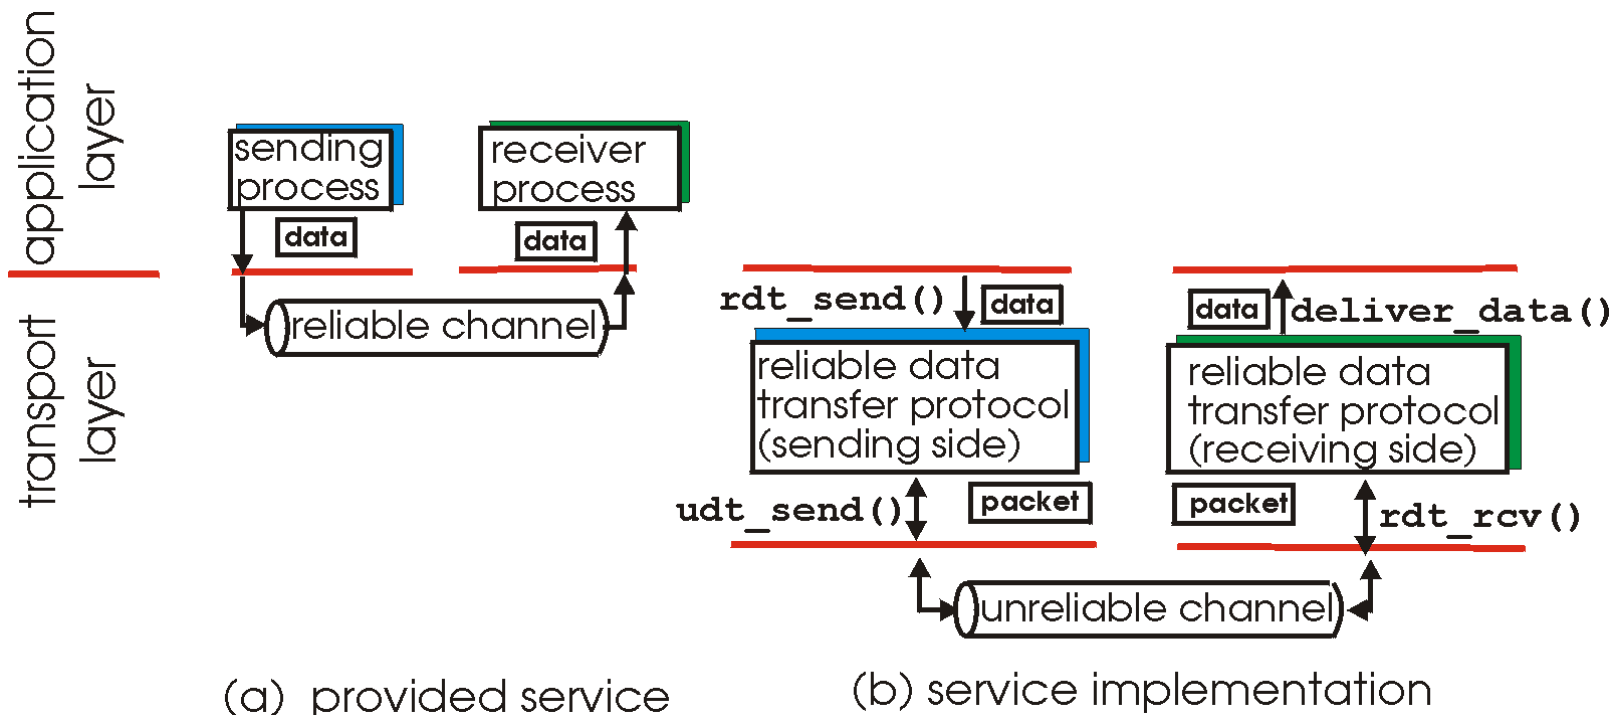 application
layer
transport
layer
sending
process
data
receiver
process
data
reliable channel
(a) provided service
rdt_send()
data
reliable data
transfer protocol
(sending side)
udt_send()
packet
data
deliver_data()
reliable data
transfer protocol
(receiving side)
packet
rdt_rcv()
unreliable channel
(b) service implementation